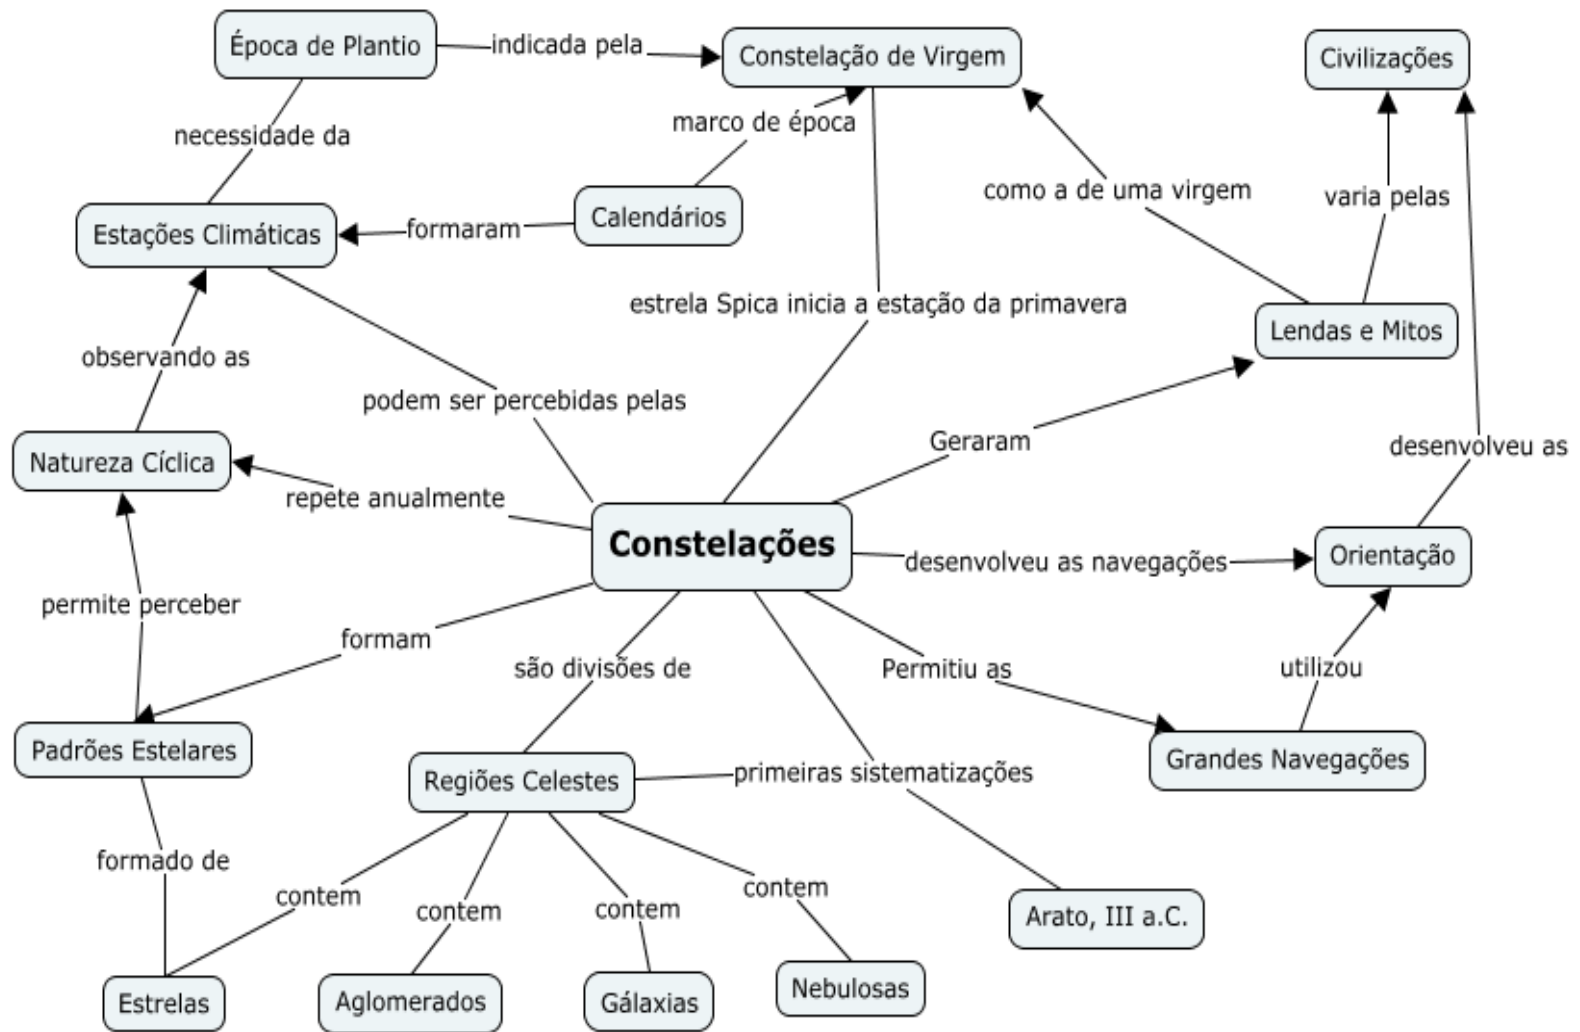 Época de Plantio
indicada pela
Constelação de Virgem
Civilizações
necessidade da
marco de época
como a de uma virgem
varia pelas
Estações Climáticas
formaram
Calendários
estrela Spica inicia a estação da primavera
Lendas e Mitos
observando as
podem ser percebidas pelas
Geraram
desenvolveu as
Natureza Cíclica
repete anualmente
Constelações
desenvolveu as navegações
Orientação
permite perceber
formam
são divisões de
Permitiu as
utilizou
Padrões Estelares
Regiões Celestes
primeiras sistematizações
Grandes Navegações
formado de
contem
contem
contem
contem
Arato, III a.C.
Estrelas
Aglomerados
Gálaxias
Nebulosas